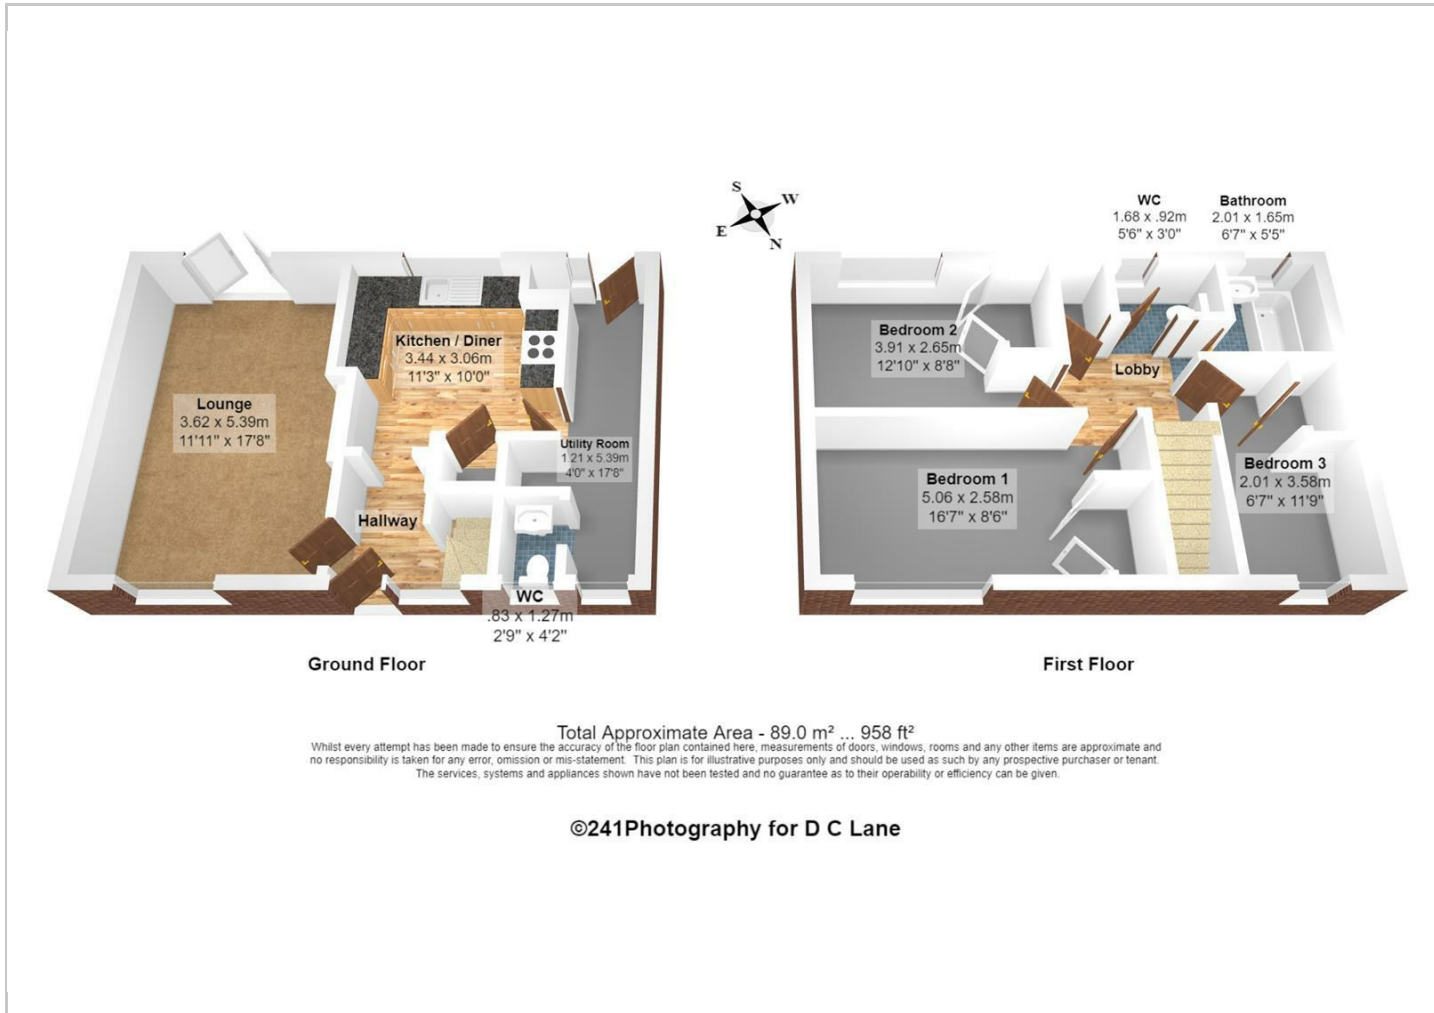 S
W
E
N
WC
1.68 x .92m
5'6" x 3'0"
Bathroom
2.01 x 1.65m
6'7" x 5'5"
Kitchen / Diner
3.44 x 3.06m
11'3" x 10'0"
Lounge
3.62 x 5.39m
11'11" x 17'8"
Utility Room
1.21 x 5.39m
4'0" x 17'8"
Hallway
WC
.83 x 1.27m
2'9" x 4'2"
Ground Floor
Bedroom 2
3.91 x 2.65m
12'10" x 8'8"
Lobby
Bedroom 1
5.06 x 2.58m
16'7" x 8'6"
Bedroom 3
2.01 x 3.58m
6'7" x 11'9"
First Floor
Total Approximate Area - 89.0 m² ... 958 ft²
Whilst every attempt has been made to ensure the accuracy of the floor plan contained here, measurements of doors, windows, rooms and any other items are approximate and
no responsibility is taken for any error, omission or mis-statement. This plan is for illustrative purposes only and should be used as such by any prospective purchaser or tenant.
The services, systems and appliances shown have not been tested and no guarantee as to their operability or efficiency can be given.
©241Photography for D C Lane